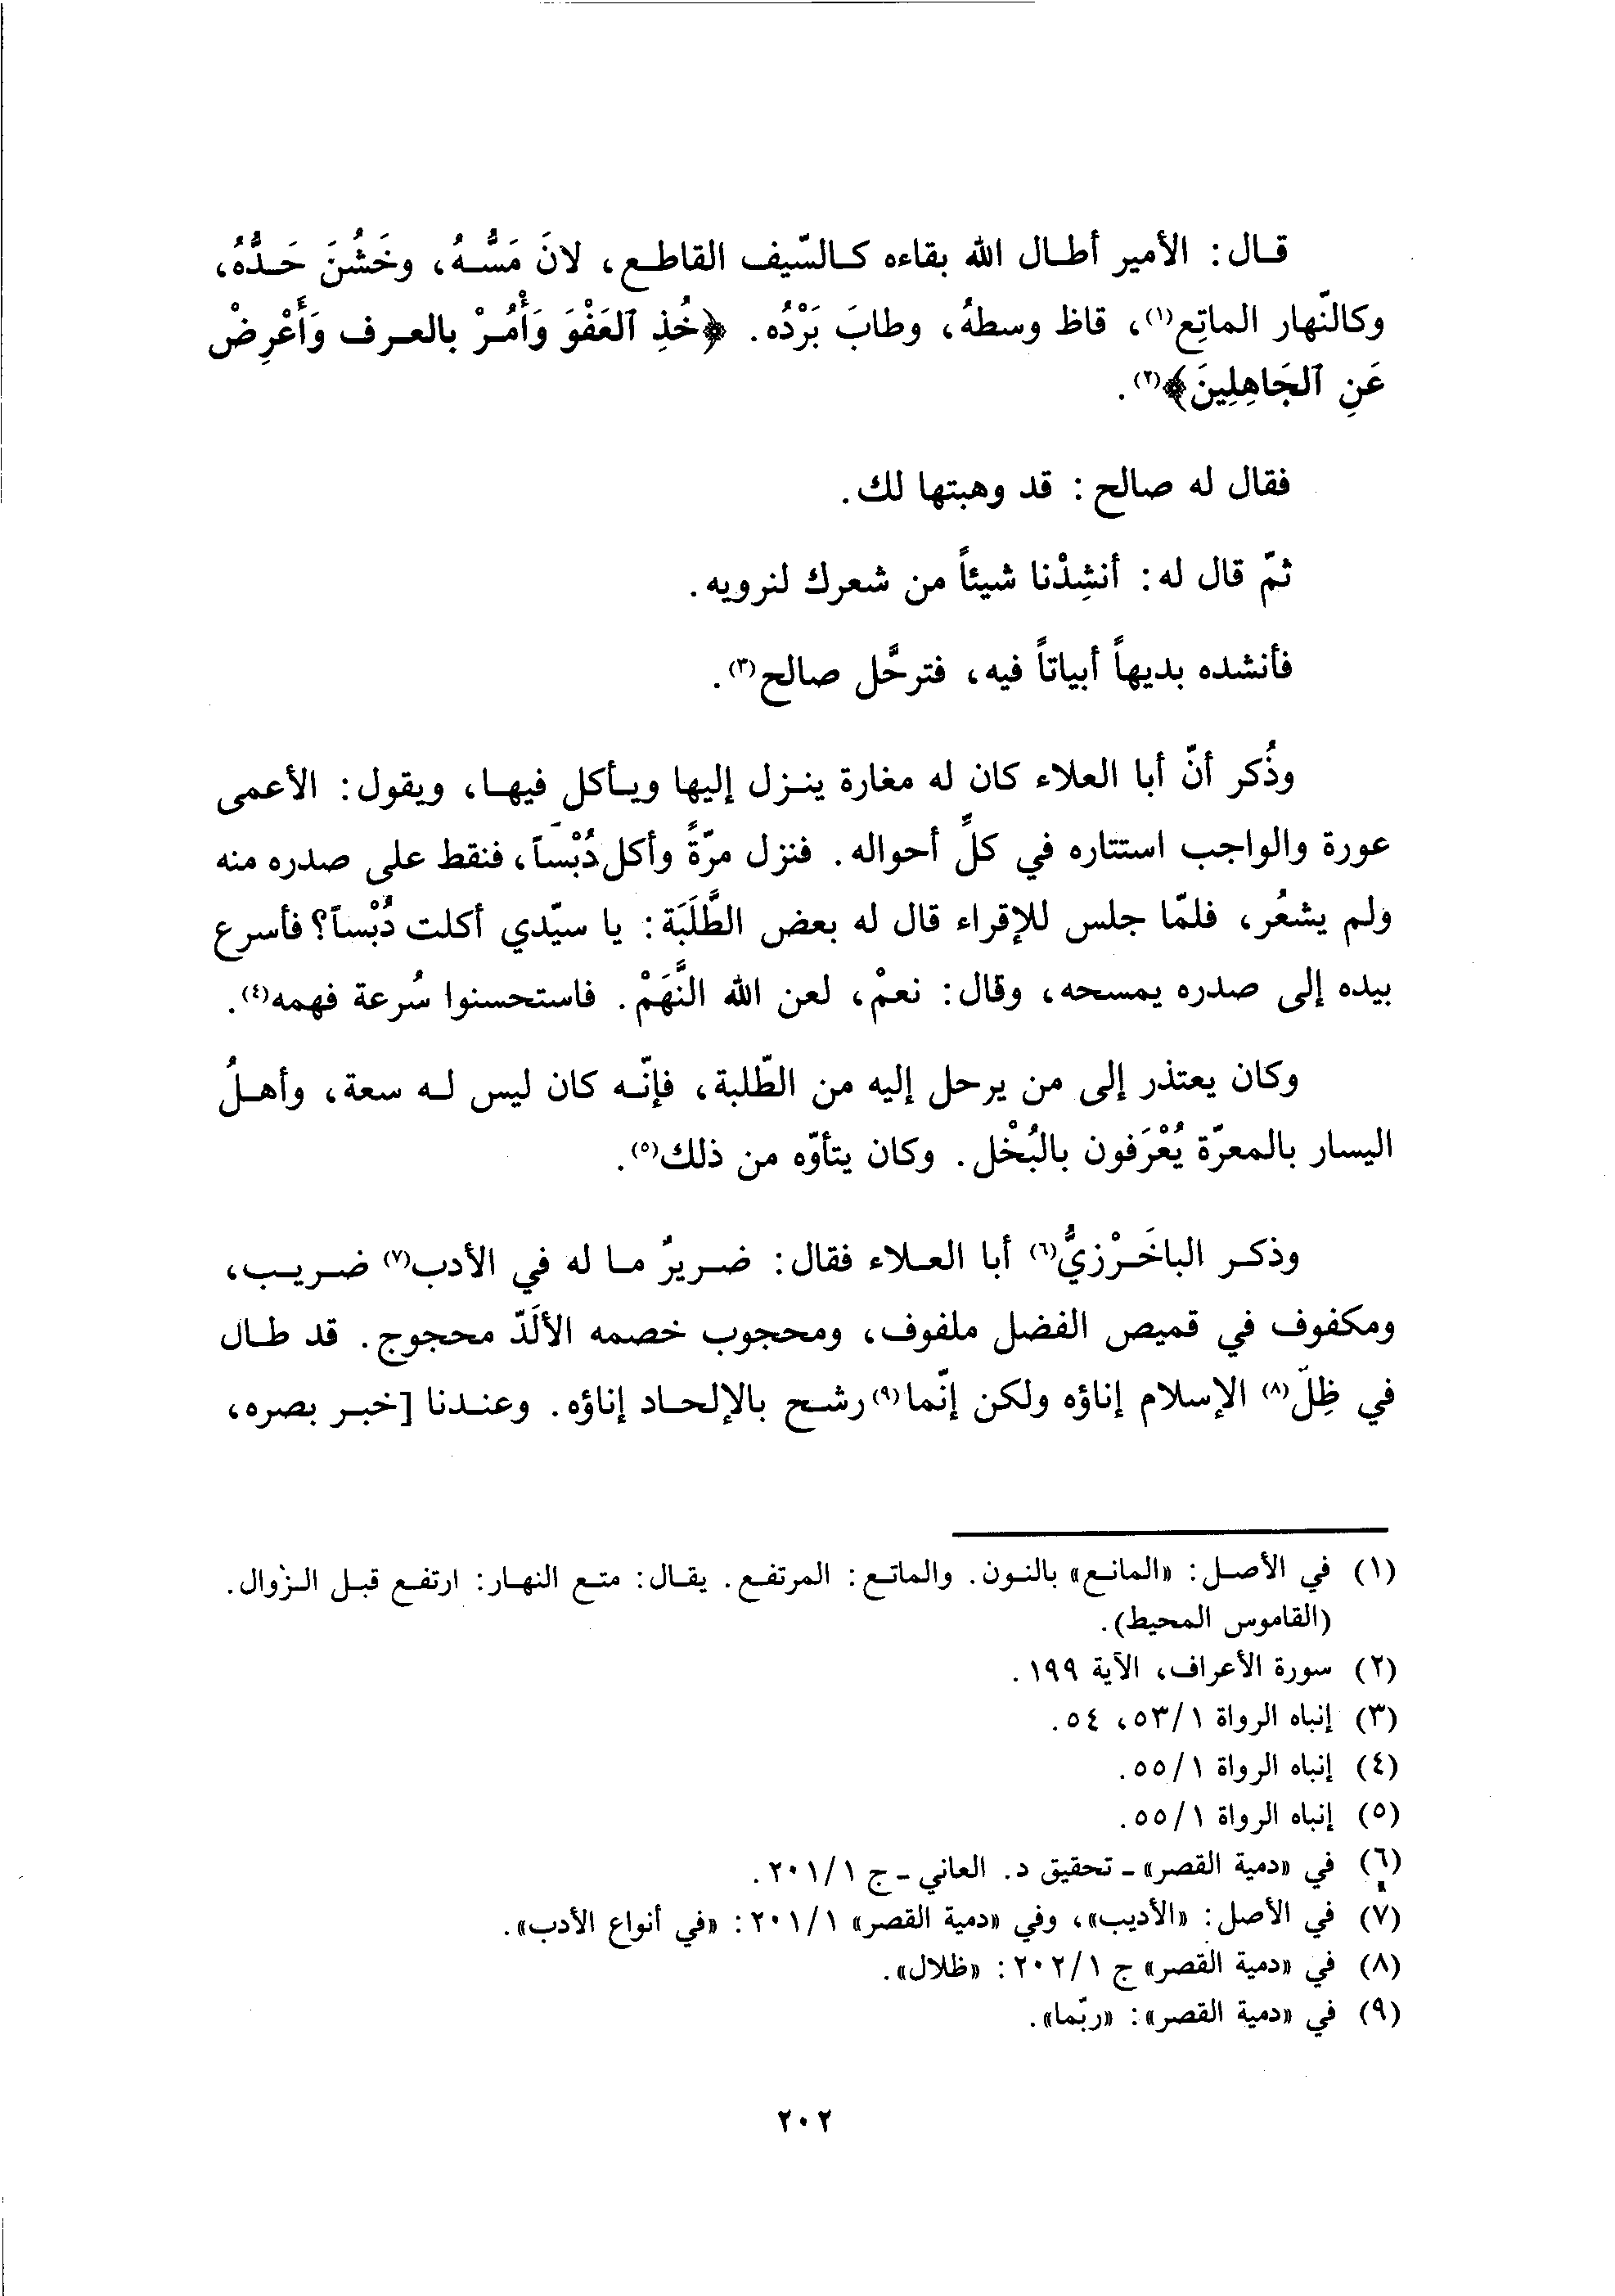 قال: الأمير أطال الله بقاءه كالسّيف القاطع، لانَ مَسُّهُ، وخَشُنَ حَدُّهُ،
وكالنّهار الماتِع(١)، قاظ وسطهُ، وطابَ بَرْدُه. ﴿خُذِ ٱلعَفْوَ وَأْمُرْ بالعرف وَأَعْرِضْ
عَنِ ٱلجَاهِلِينَ﴾(٢).
فقال له صالح: قد وهبتها لك.
ثمّ قال له: أنشِدْنا شيئاً من شعرك لنرويه.
فأنشده بديهاً أبياتاً فيه، فترحَّل صالح(٣).
وذُكر أنّ أبا العلاء كان له مغارة ينزل إليها ويأكل فيها، ويقول: الأعمى
عورة والواجب استتاره في كلّ أحواله. فنزل مرّةً وأكل دُبْساً، فنقط على صدره منه
ولم يشعُر، فلمّا جلس للإقراء قال له بعض الطَّلَبَة: يا سيّدي أكلت دُبْساً؟ فأسرع
بيده إلى صدره يمسحه، وقال: نعمْ، لعن الله النَّهَمْ. فاستحسنوا سُرعة فهمه(٤).
وكان يعتذر إلى من يرحل إليه من الطّلبة، فإنّه كان ليس له سعة، وأهلُ
اليسار بالمعرّة يُعْرَفون بالبُخْل. وكان يتأوّه من ذلك(٥).
وذكر الباخَرْزيُّ(٦) أبا العلاء فقال: ضريرٌ ما له في الأدب(٧) ضريب،
ومكفوف في قميص الفضل ملفوف، ومحجوب خصمه الألَدّ محجوج. قد طال
في ظِلّ(٨) الإسلام إناؤه ولكن إنّما(٩) رشح بالإلحاد إناؤه. وعندنا [خبر بصره،
(١) في الأصل: «المانع» بالنون. والماتع: المرتفع. يقال: متع النهار: ارتفع قبل الزوال.
(القاموس المحيط).
(٢) سورة الأعراف، الآية ١٩٩.
(٣) إنباه الرواة ١/٥٣، ٥٤.
(٤) إنباه الرواة ١/٥٥.
(٥) إنباه الرواة ١/٥٥.
(٦) في «دمية القصر» - تحقيق د. العاني - ج ١/٢٠١.
(٧) في الأصل: «الأديب»، وفي «دمية القصر» ١/٢٠١: «في أنواع الأدب».
(٨) في «دمية القصر» ج ١/٢٠٢: «ظلال».
(٩) في «دمية القصر»: «ربّما».
٢٠٢